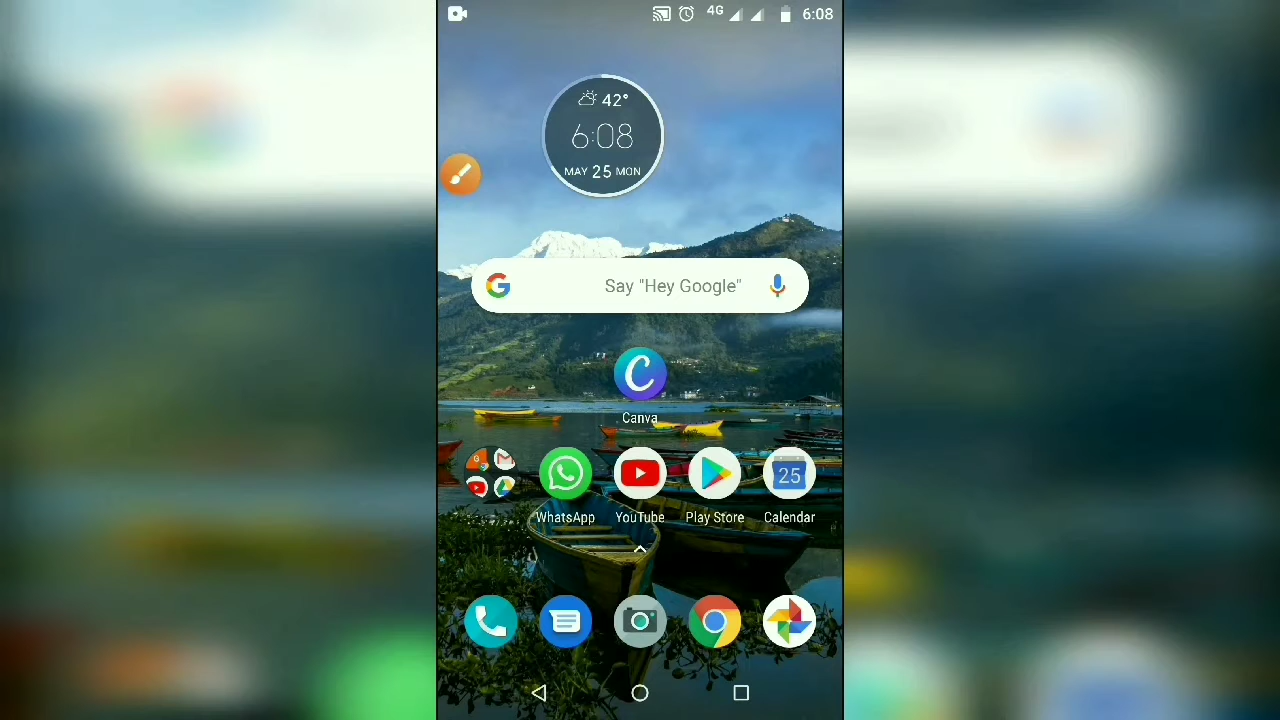 4G 6:08
42°
6:08
MAY 25 MON
G Say "Hey Google"
C
Canva
25
WhatsApp YouTube Play Store Calendar